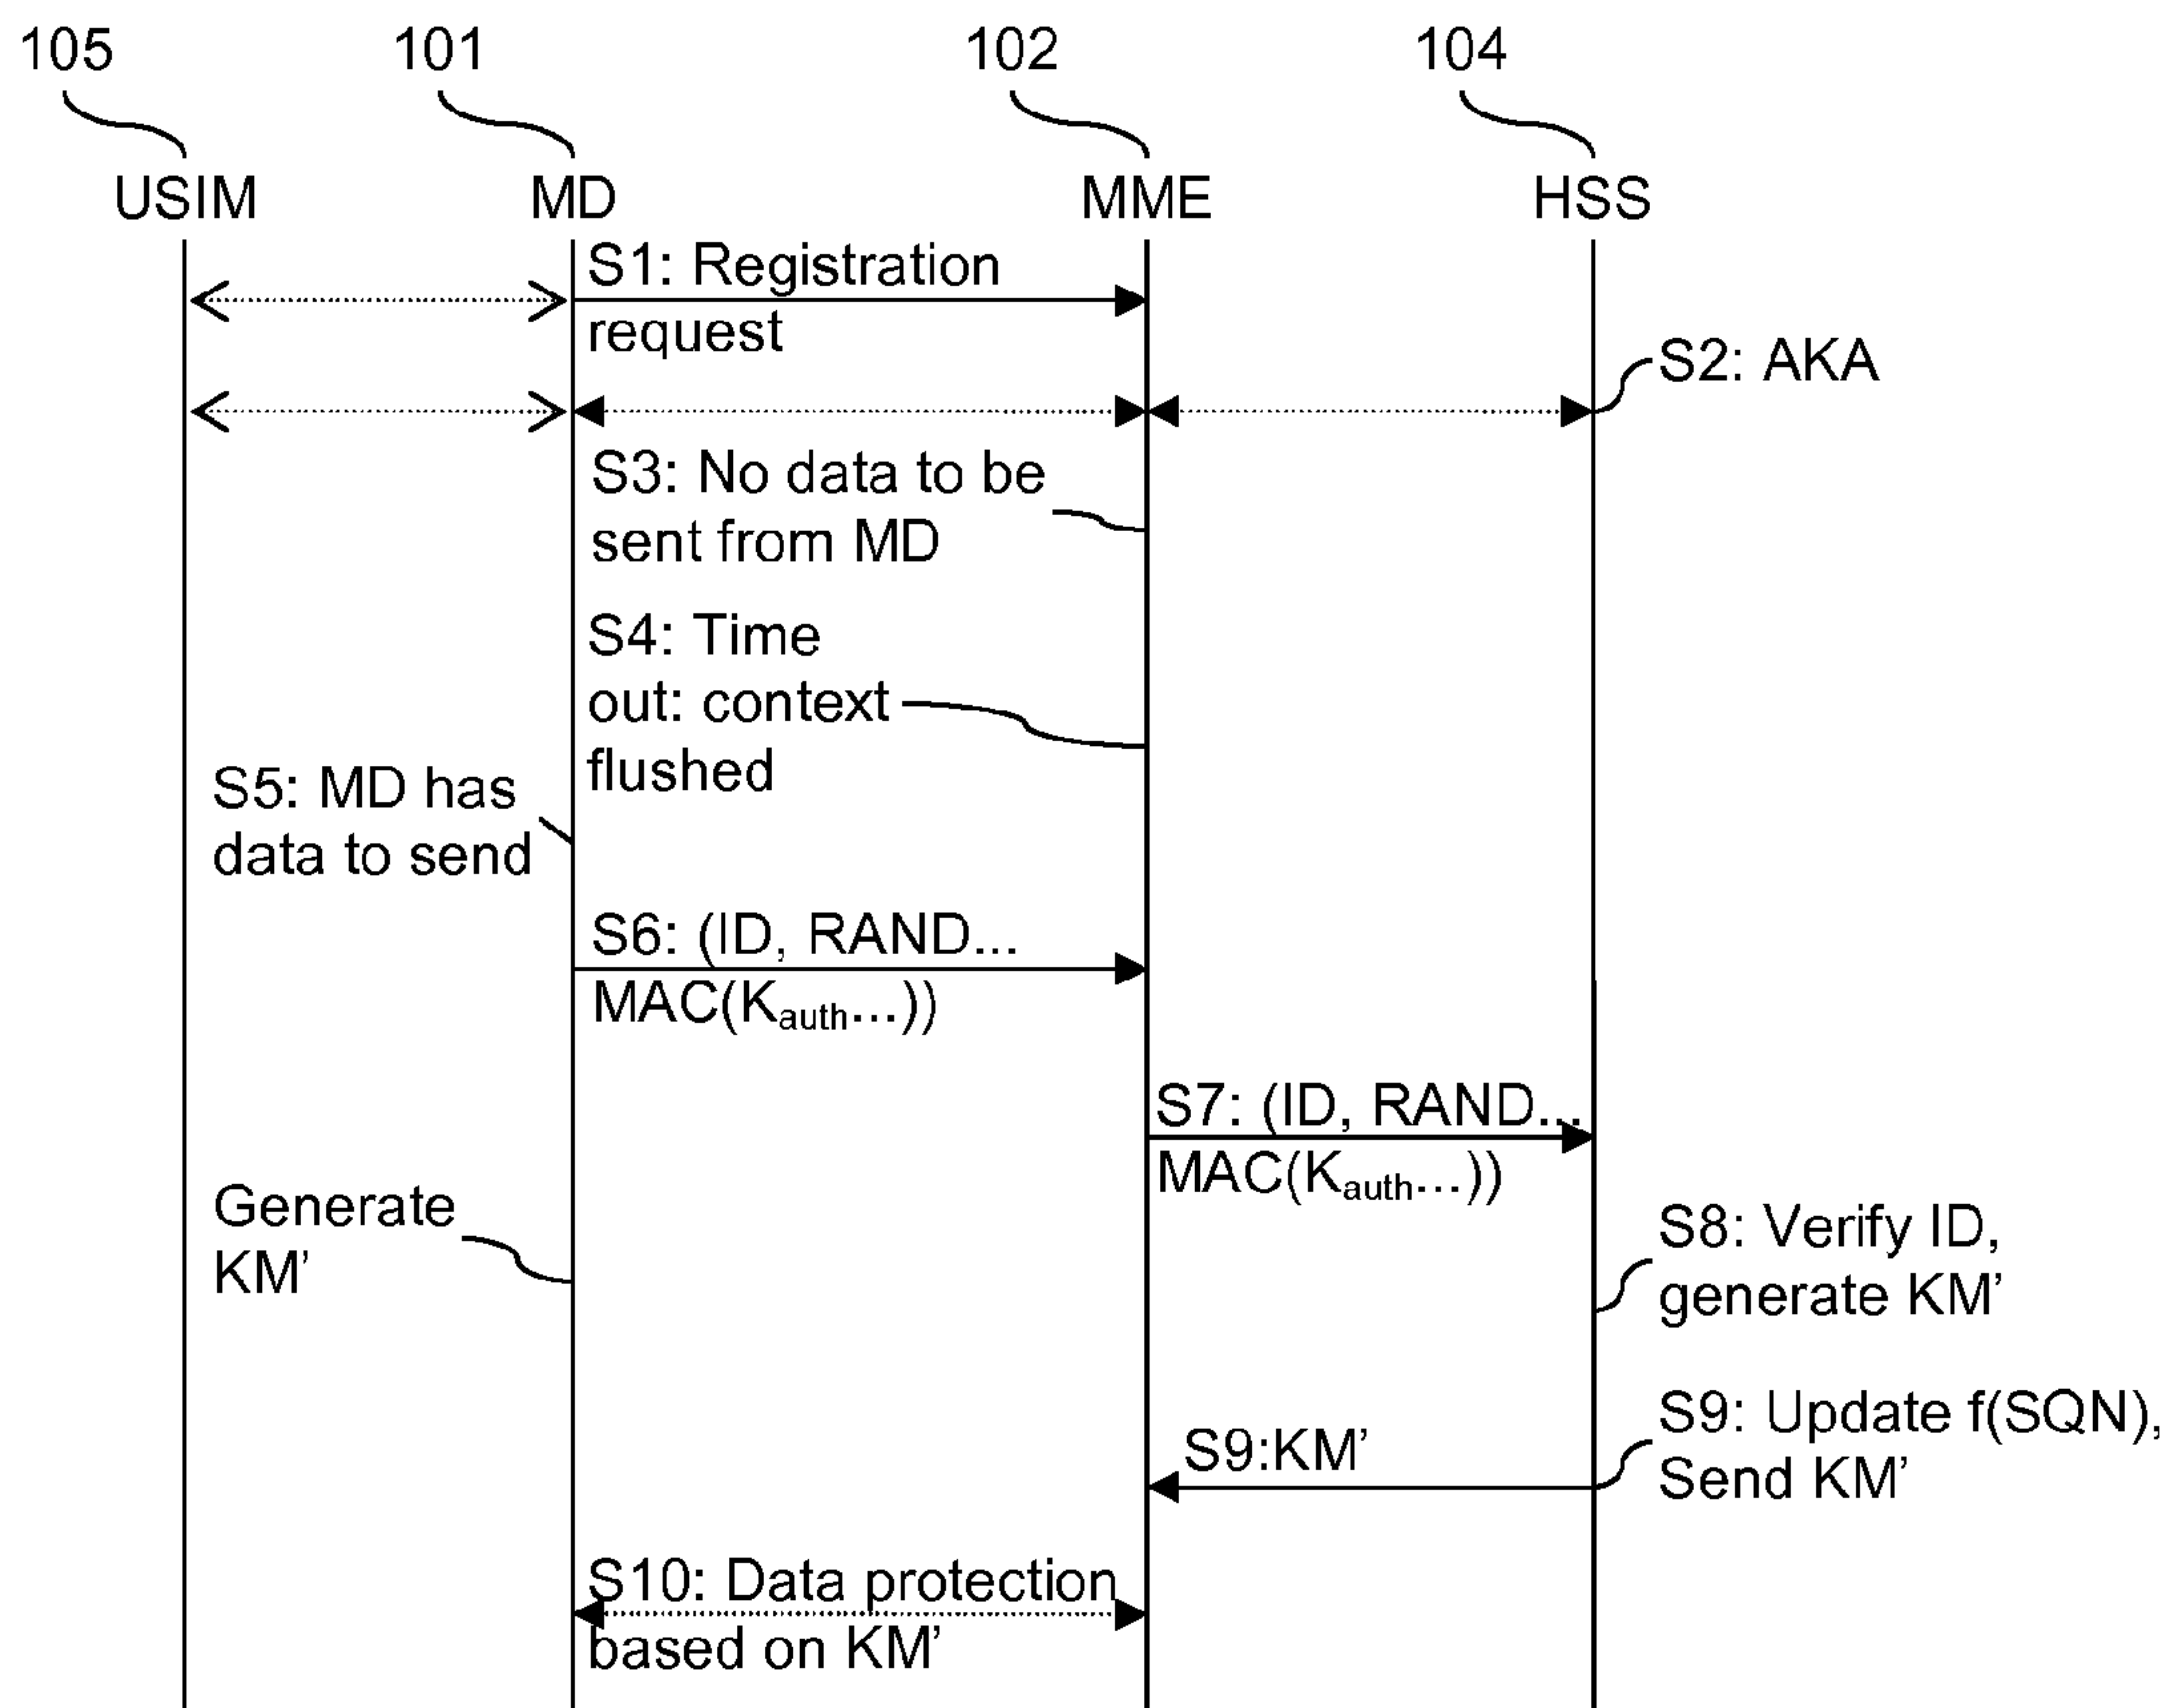 105
101
102
104
USIM
MD
MME
HSS
S1: Registration
request
S2: AKA
S3: No data to be
sent from MD
S4: Time
out: context
flushed
S5: MD has
data to send
S6: (ID, RAND...
MAC(Kauth...))
S7: (ID, RAND...
MAC(Kauth...))
Generate
KM’
S8: Verify ID,
generate KM’
S9: Update f(SQN),
Send KM’
S9:KM’
S10: Data protection
based on KM’